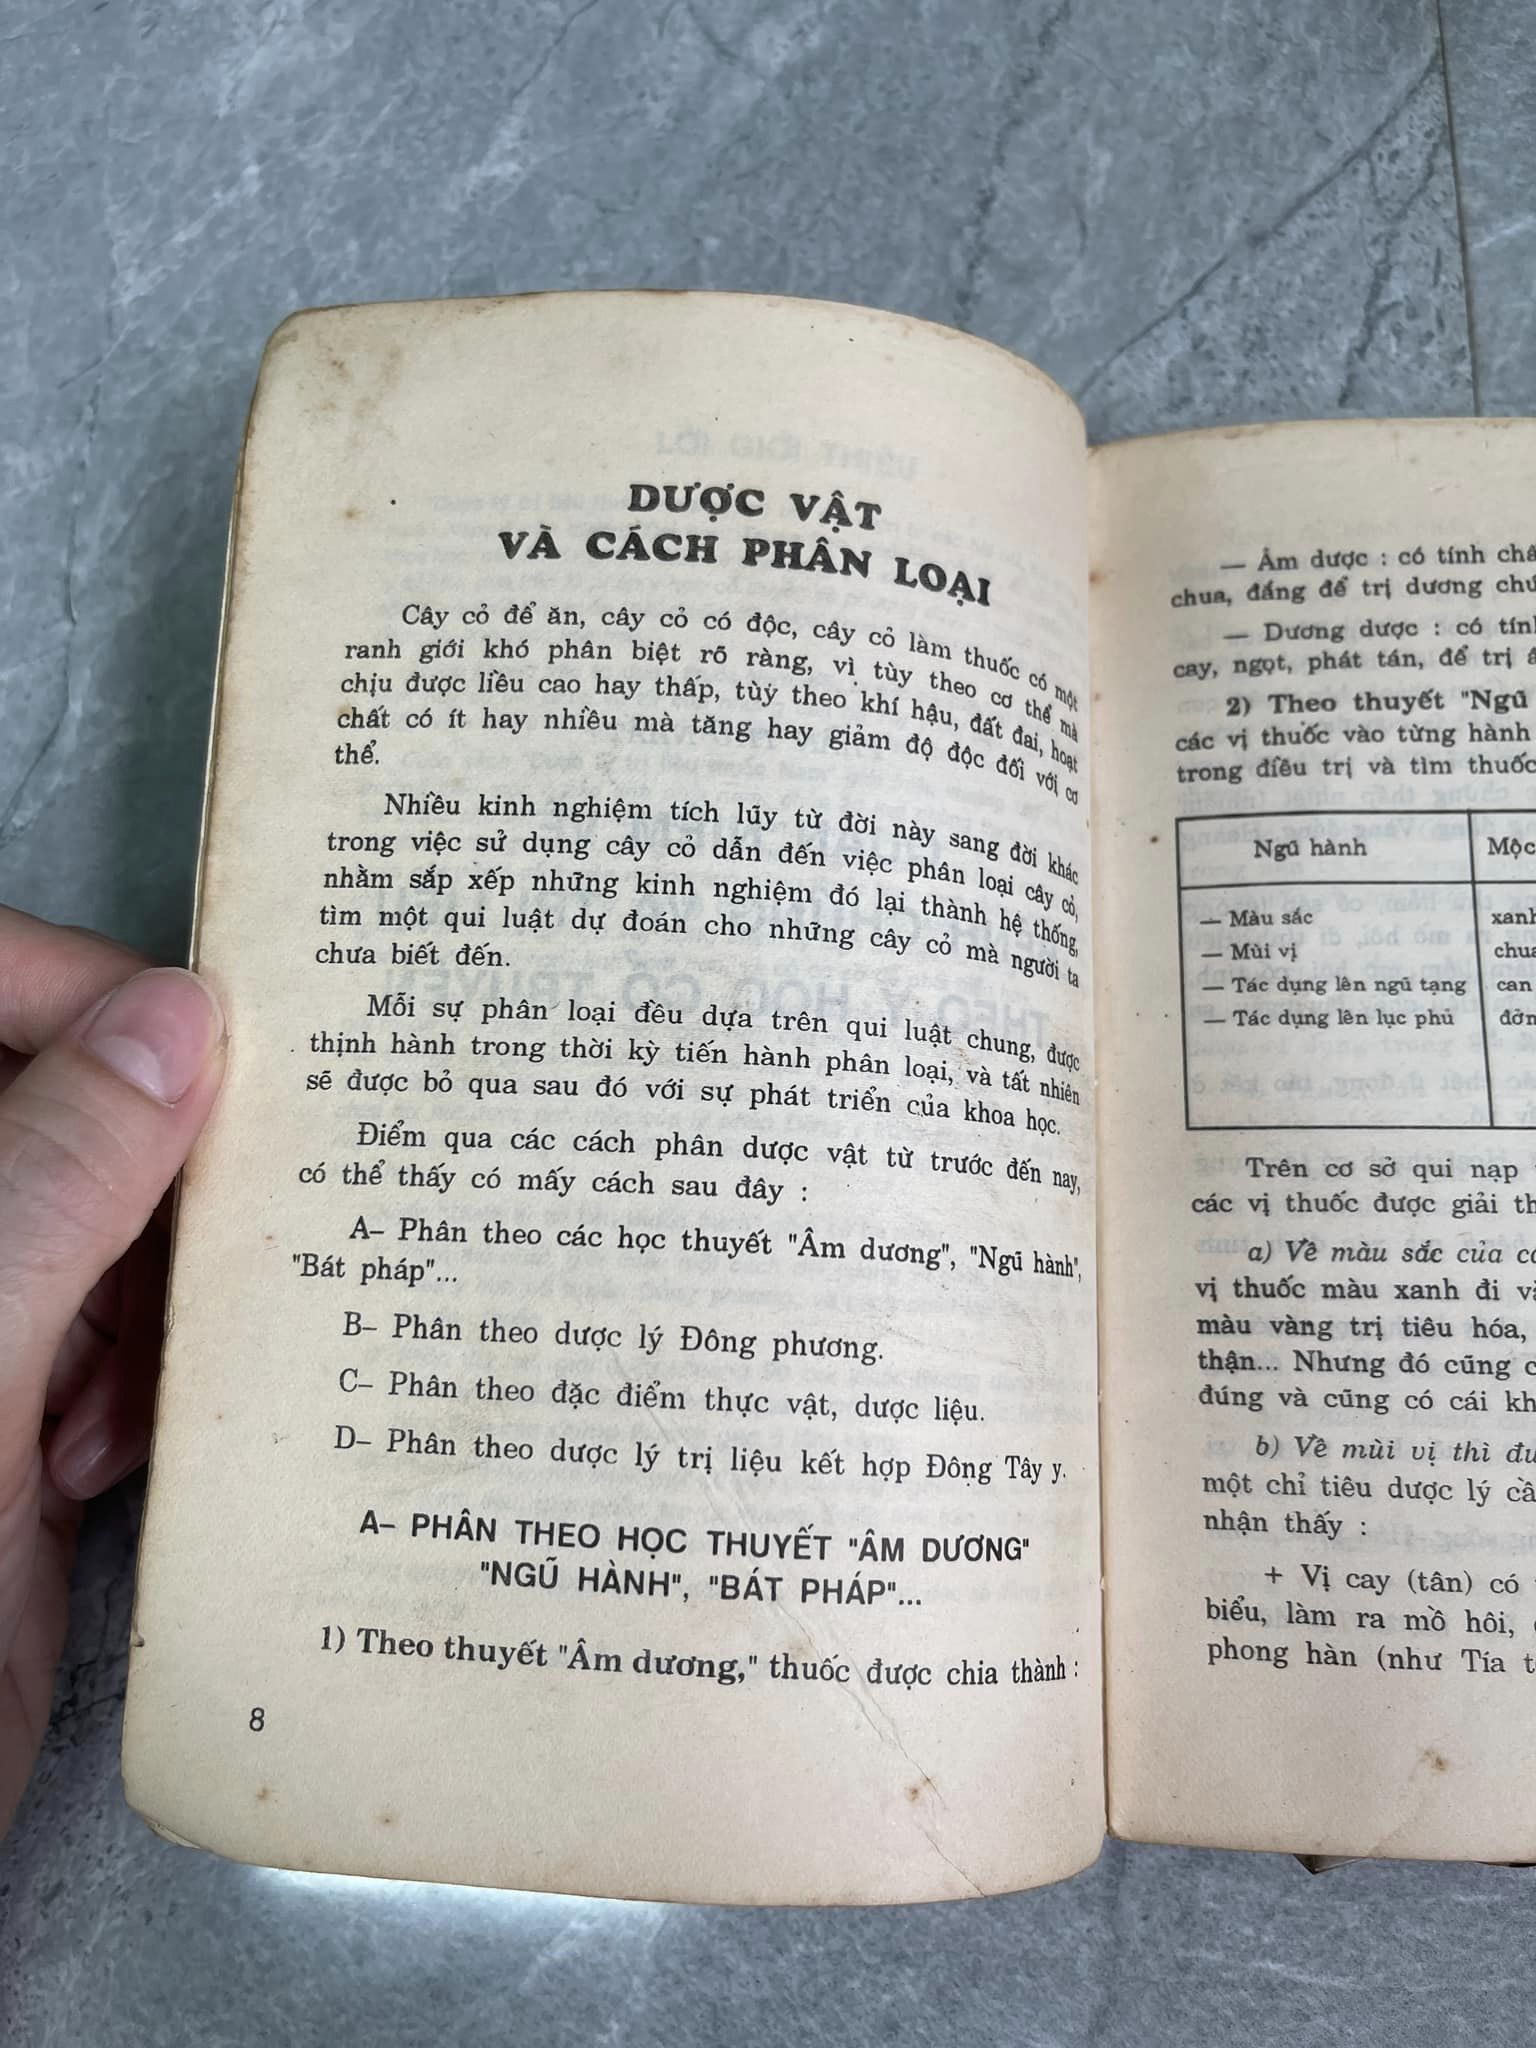 DƯỢC VẬT
VÀ CÁCH PHÂN LOẠI
Cây cỏ để ăn, cây cỏ có độc, cây cỏ làm thuốc có một
ranh giới khó phân biệt rõ ràng, vì tùy theo cơ thể mà
chịu được liều cao hay thấp, tùy theo khí hậu, đất đai, hoạt
chất có ít hay nhiều mà tăng hay giảm độ độc đối với cơ
thể.
Nhiều kinh nghiệm tích lũy từ đời này sang đời khác
trong việc sử dụng cây cỏ dẫn đến việc phân loại cây cỏ,
nhằm sắp xếp những kinh nghiệm đó lại thành hệ thống,
tìm một qui luật dự đoán cho những cây cỏ mà người ta
chưa biết đến.
Mỗi sự phân loại đều dựa trên qui luật chung, được
thịnh hành trong thời kỳ tiến hành phân loại, và tất nhiên
sẽ được bỏ qua sau đó với sự phát triển của khoa học.
Điểm qua các cách phân dược vật từ trước đến nay,
có thể thấy có mấy cách sau đây :
A– Phân theo các học thuyết "Âm dương", "Ngũ hành",
"Bát pháp"...
B– Phân theo dược lý Đông phương.
C– Phân theo đặc điểm thực vật, dược liệu.
D– Phân theo dược lý trị liệu kết hợp Đông Tây y.
A– PHÂN THEO HỌC THUYẾT "ÂM DƯƠNG"
"NGŨ HÀNH", "BÁT PHÁP"...
1) Theo thuyết "Âm dương," thuốc được chia thành :
8
— Âm dược : có tính
chua, đắng để trị dương
— Dương dược : có
cay, ngọt, phát tán, để trị
2) Theo thuyết "Ngũ
các vị thuốc vào từng hành
trong điều trị và tìm thuốc
Ngũ hành Mộc
— Màu sắc xanh
— Mùi vị chua
— Tác dụng lên ngũ tạng can
— Tác dụng lên lục phủ
Trên cơ sở qui nạp
các vị thuốc được giải
a) Về màu sắc của
vị thuốc màu xanh đi
màu vàng trị tiêu hóa,
thận... Nhưng đó cũng
đúng và cũng có cái
b) Về mùi vị thì
một chỉ tiêu dược lý
nhận thấy :
+ Vị cay (tân) có
biểu, làm ra mồ hôi,
phong hàn (như Tía